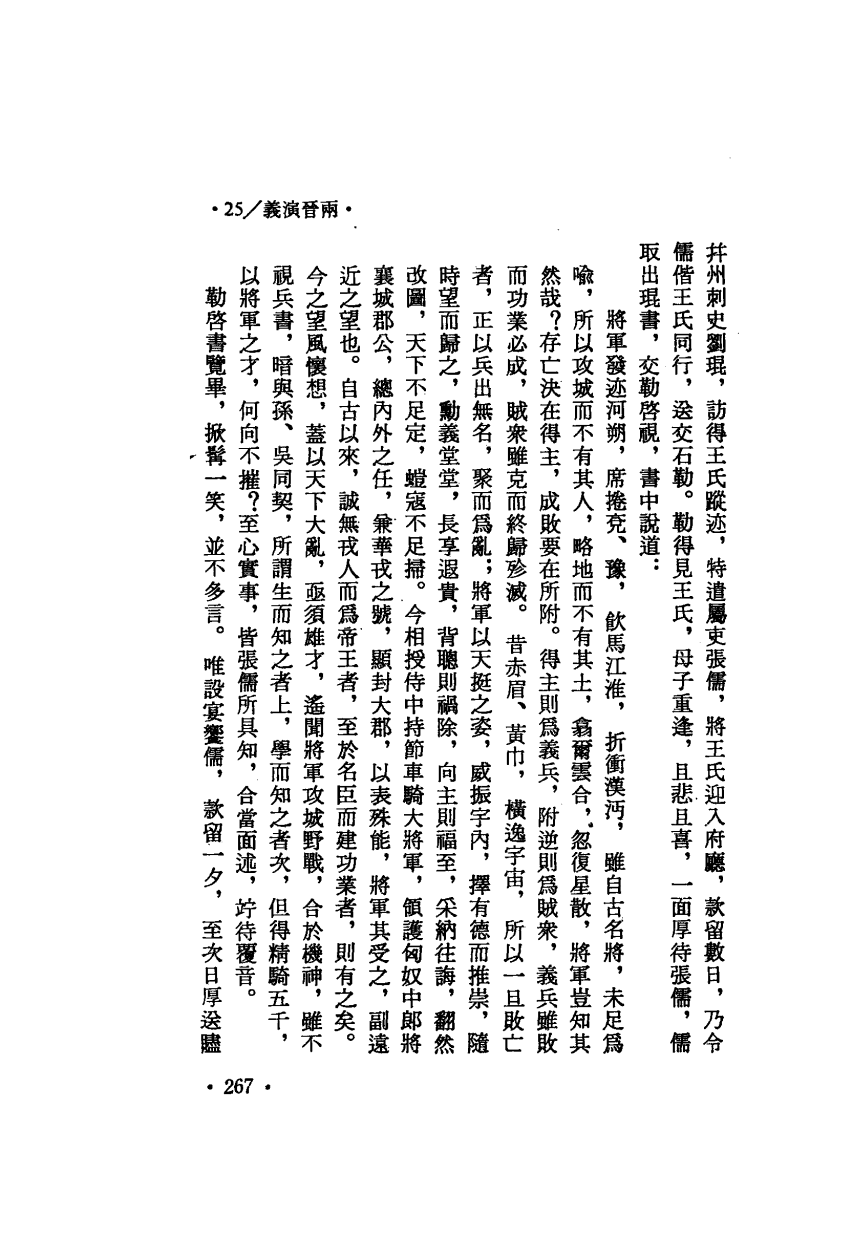 •25/義演晉兩•
幷州刺史劉琨，訪得王氏蹤迹，特遣屬吏張儒，將王氏迎入府廳，款留數日，乃令
儒偕王氏同行，送交石勒。勒得見王氏，母子重逢，且悲且喜，一面厚待張儒，儒
取出琨書，交勒啓視，書中說道：
將軍發迹河朔，席捲兗、豫，飲馬江淮，折衝漢沔，雖自古名將，未足爲
喩，所以攻城而不有其人，略地而不有其土，翕爾雲合，忽復星散，將軍豈知其
然哉？存亡決在得主，成敗要在所附。得主則爲義兵，附逆則爲賊衆，義兵雖敗
而功業必成，賊衆雖克而終歸殄滅。昔赤眉、黃巾，橫逸宇宙，所以一旦敗亡
者，正以兵出無名，聚而爲亂；將軍以天挺之姿，威振宇內，擇有德而推崇，隨
時望而歸之，勳義堂堂，長享遐貴，背聰則禍除，向主則福至，采納往誨，翻然
改圖，天下不足定，螘寇不足掃。今相授侍中持節車騎大將軍，領護匈奴中郎將
襄城郡公，總內外之任，兼華戎之號，顯封大郡，以表殊能，將軍其受之，副遠
近之望也。自古以來，誠無戎人而爲帝王者，至於名臣而建功業者，則有之矣。
今之望風懷想，蓋以天下大亂，亟須雄才，遙聞將軍攻城野戰，合於機神，雖不
視兵書，暗與孫、吳同契，所謂生而知之者上，學而知之者次，但得精騎五千，
以將軍之才，何向不摧？至心實事，皆張儒所具知，合當面述，竚待覆音。
勒啓書覽畢，掀髯一笑，並不多言。唯設宴饗儒，款留一夕，至次日厚送贐
•267•